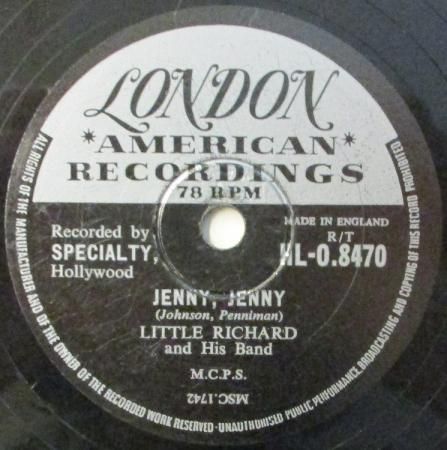 LONDON
*AMERICAN*
RECORDINGS
78 RPM
MADE IN ENGLAND
Recorded by
SPECIALTY,
Hollywood
R/T
HL-O.8470
JENNY, JENNY
(Johnson, Penniman)
LITTLE RICHARD
and His Band
M.C.P.S.
MSC.1742
ALL RIGHTS OF THE MANUFACTURER AND OF THE OWNER OF THE RECORDED WORK RESERVED·UNAUTHORISED PUBLIC PERFORMANCE, BROADCASTING AND COPYING OF THIS RECORD PROHIBITED